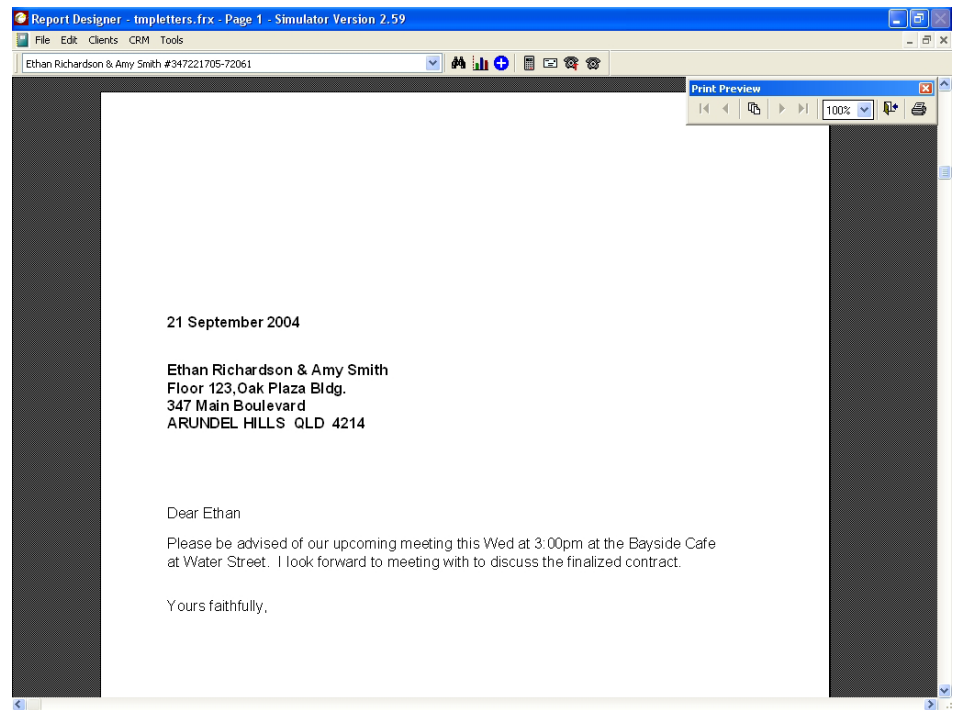 Report Designer - tmpletters.frx - Page 1 - Simulator Version 2.59
File Edit Clients CRM Tools
Ethan Richardson & Amy Smith #347221705-72061
Print Preview
100%
21 September 2004
Ethan Richardson & Amy Smith
Floor 123,Oak Plaza Bldg.
347 Main Boulevard
ARUNDEL HILLS QLD 4214
Dear Ethan
Please be advised of our upcoming meeting this Wed at 3:00pm at the Bayside Cafe
at Water Street. I look forward to meeting with to discuss the finalized contract.
Yours faithfully,